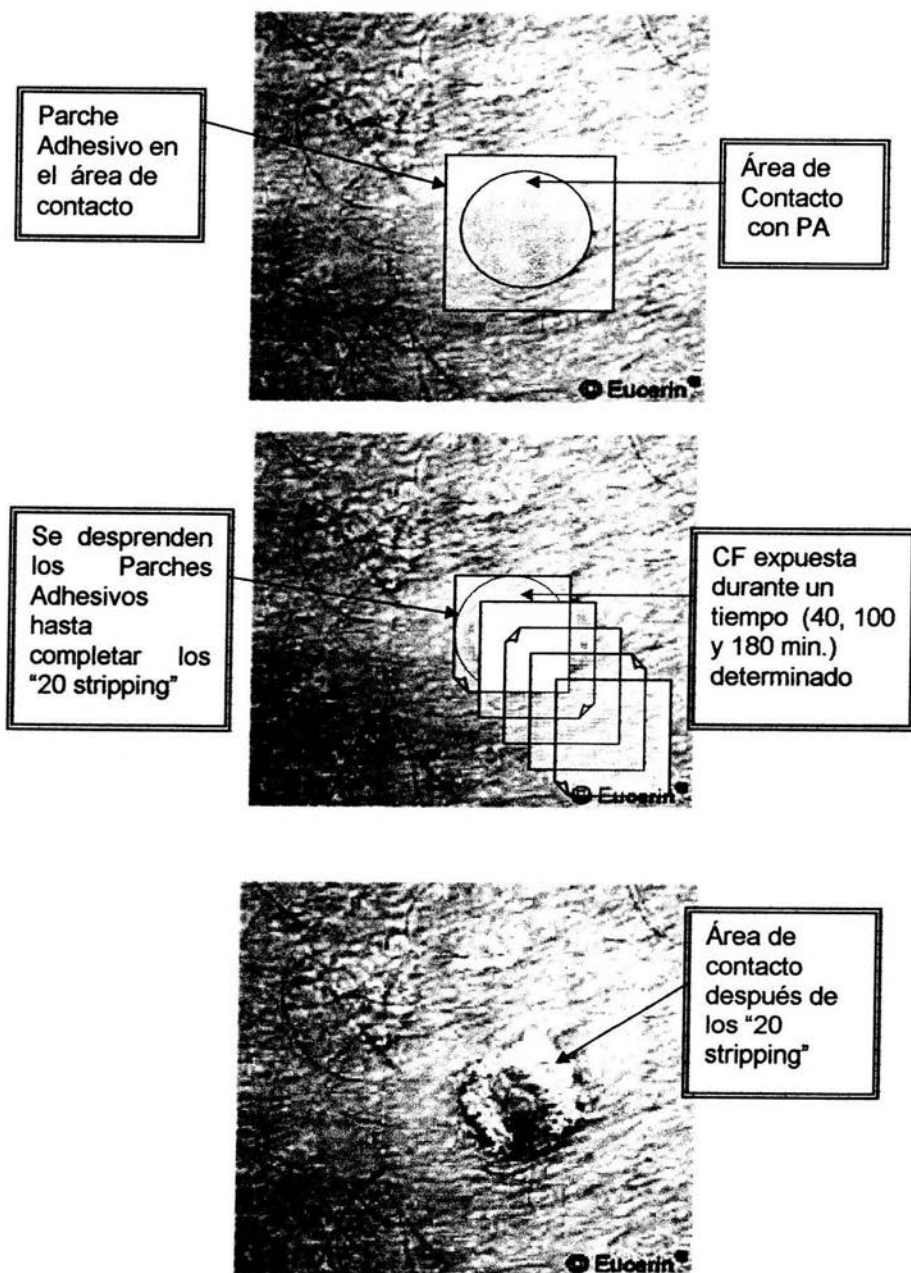 Parche
Adhesivo en
el área de
contacto
Área de
Contacto
con PA
© Eucerin®
Se desprenden
los Parches
Adhesivos
hasta
completar los
“20 stripping”
CF expuesta
durante un
tiempo (40, 100
y 180 min.)
determinado
© Eucerin®
Área de
contacto
después de
los “20
stripping”
© Eucerin®